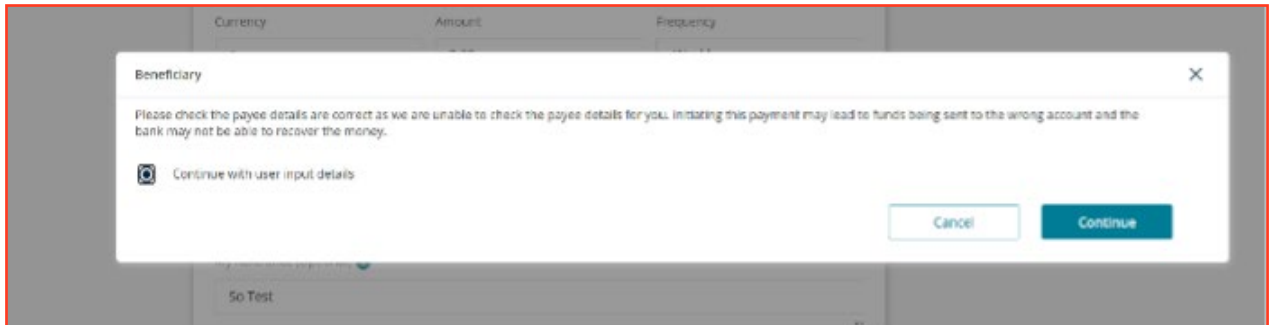 Currency Amount Frequency
Beneficiary
Please check the payee details are correct as we are unable to check the payee details for you. Initiating this payment may lead to funds being sent to the wrong account and the
bank may not be able to recover the money.
Continue with user input details
Cancel Continue
So Test